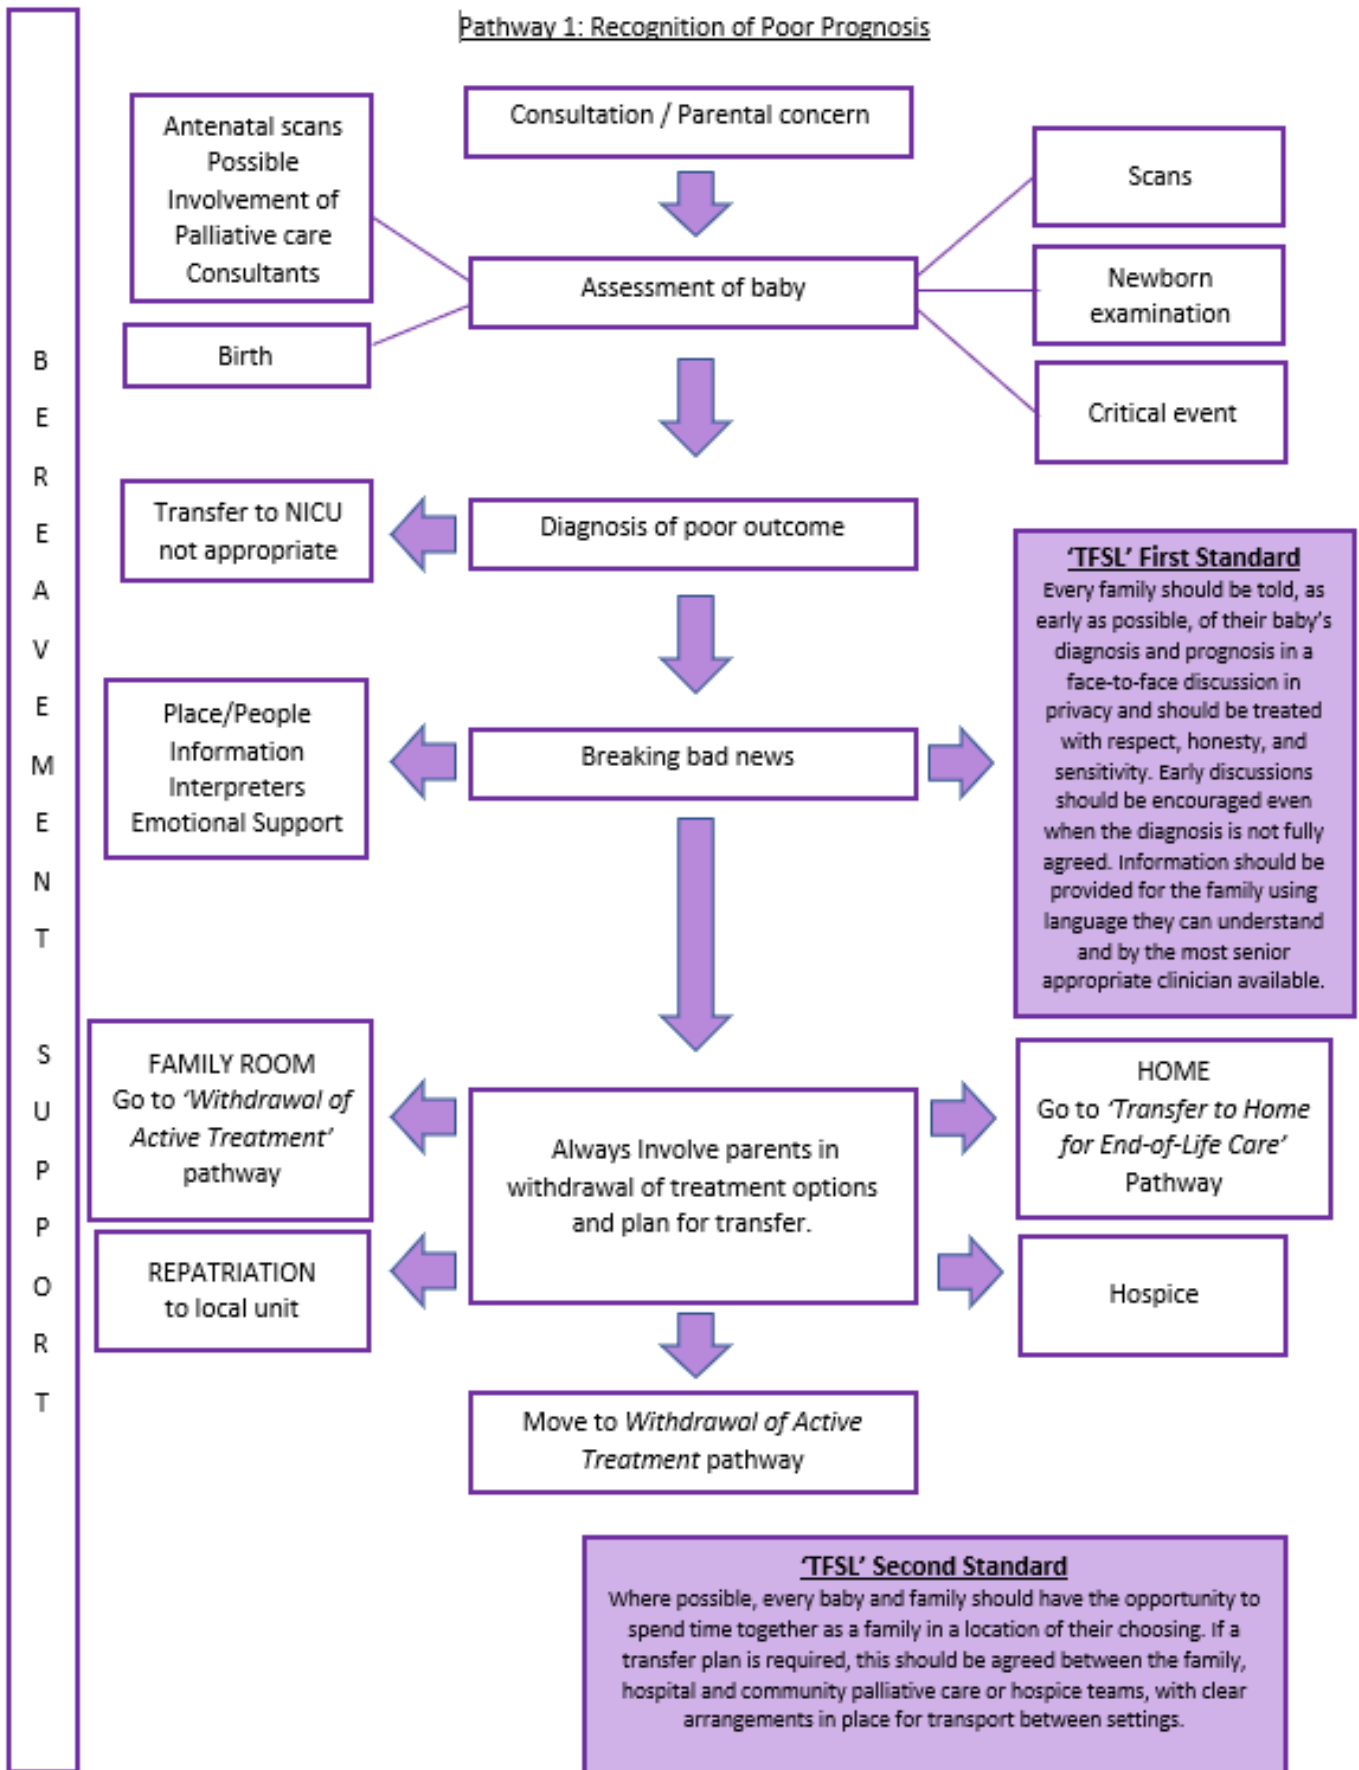 Pathway 1: Recognition of Poor Prognosis
Consultation / Parental concern
Antenatal scans
Possible
Involvement of
Palliative care
Consultants
Birth
Assessment of baby
Scans
Newborn
examination
Critical event
Transfer to NICU
not appropriate
Diagnosis of poor outcome
Place/People
Information
Interpreters
Emotional Support
Breaking bad news
'TFSL' First Standard
Every family should be told, as
early as possible, of their baby's
diagnosis and prognosis in a
face-to-face discussion in
privacy and should be treated
with respect, honesty, and
sensitivity. Early discussions
should be encouraged even
when the diagnosis is not fully
agreed. Information should be
provided for the family using
language they can understand
and by the most senior
appropriate clinician available.
FAMILY ROOM
Go to 'Withdrawal of
Active Treatment'
pathway
REPATRIATION
to local unit
Always Involve parents in
withdrawal of treatment options
and plan for transfer.
HOME
Go to 'Transfer to Home
for End-of-Life Care'
Pathway
Hospice
Move to Withdrawal of Active
Treatment pathway
'TFSL' Second Standard
Where possible, every baby and family should have the opportunity to
spend time together as a family in a location of their choosing. If a
transfer plan is required, this should be agreed between the family,
hospital and community palliative care or hospice teams, with clear
arrangements in place for transport between settings.
B
E
R
E
A
V
E
M
E
N
T
S
U
P
P
O
R
T